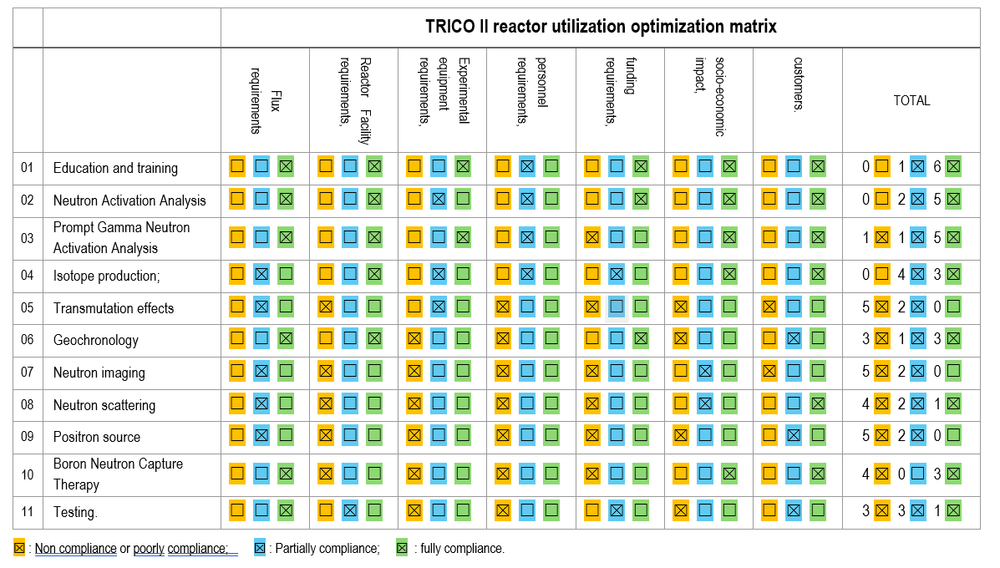 TRICO II reactor utilization optimization matrix
Flux
requirements
Reactor Facility
requirements,
Experimental
equipment
requirements,
personnel
requirements,
funding
requirements,
socio-economic
impact,
customers.
TOTAL
01 Education and training ☐ ☐ ☒ ☐ ☐ ☒ ☐ ☐ ☒ ☐ ☒ ☐ ☐ ☐ ☒ ☐ ☐ ☒ ☐ ☐ ☒ 0 ☐ 1 ☒ 6 ☒
02 Neutron Activation Analysis ☐ ☐ ☒ ☐ ☐ ☒ ☐ ☒ ☐ ☐ ☒ ☐ ☐ ☐ ☒ ☐ ☐ ☒ ☐ ☐ ☒ 0 ☐ 2 ☒ 5 ☒
03 Prompt Gamma Neutron
Activation Analysis ☐ ☐ ☒ ☐ ☐ ☒ ☐ ☐ ☒ ☐ ☒ ☐ ☒ ☐ ☐ ☐ ☐ ☒ ☐ ☐ ☒ 1 ☒ 1 ☒ 5 ☒
04 Isotope production; ☐ ☒ ☐ ☐ ☐ ☒ ☐ ☒ ☐ ☐ ☒ ☐ ☐ ☒ ☐ ☐ ☐ ☒ ☐ ☐ ☒ 0 ☐ 4 ☒ 3 ☒
05 Transmutation effects ☐ ☒ ☐ ☒ ☐ ☐ ☐ ☒ ☐ ☒ ☐ ☐ ☒ ☐ ☐ ☒ ☐ ☐ ☒ ☐ ☐ 5 ☒ 2 ☒ 0 ☐
06 Geochronology ☐ ☐ ☒ ☐ ☐ ☒ ☒ ☐ ☐ ☒ ☐ ☐ ☐ ☐ ☒ ☒ ☐ ☐ ☐ ☒ ☐ 3 ☒ 1 ☒ 3 ☒
07 Neutron imaging ☐ ☒ ☐ ☒ ☐ ☐ ☒ ☐ ☐ ☒ ☐ ☐ ☒ ☐ ☐ ☐ ☒ ☐ ☒ ☐ ☐ 5 ☒ 2 ☒ 0 ☐
08 Neutron scattering ☐ ☒ ☐ ☒ ☐ ☐ ☒ ☐ ☐ ☒ ☐ ☐ ☒ ☐ ☐ ☐ ☒ ☐ ☐ ☐ ☒ 4 ☒ 2 ☒ 1 ☒
09 Positron source ☐ ☒ ☐ ☒ ☐ ☐ ☒ ☐ ☐ ☒ ☐ ☐ ☒ ☐ ☐ ☒ ☐ ☐ ☐ ☒ ☐ 5 ☒ 2 ☒ 0 ☐
10 Boron Neutron Capture
Therapy ☐ ☐ ☒ ☒ ☐ ☐ ☒ ☐ ☐ ☒ ☐ ☐ ☒ ☐ ☐ ☐ ☐ ☒ ☐ ☐ ☒ 4 ☒ 0 ☐ 3 ☒
11 Testing. ☐ ☐ ☒ ☐ ☒ ☐ ☒ ☐ ☐ ☒ ☐ ☐ ☐ ☒ ☐ ☒ ☐ ☐ ☐ ☒ ☐ 3 ☒ 3 ☒ 1 ☒
☒ : Non compliance or poorly compliance; ☒ : Partially compliance; ☒ : fully compliance.